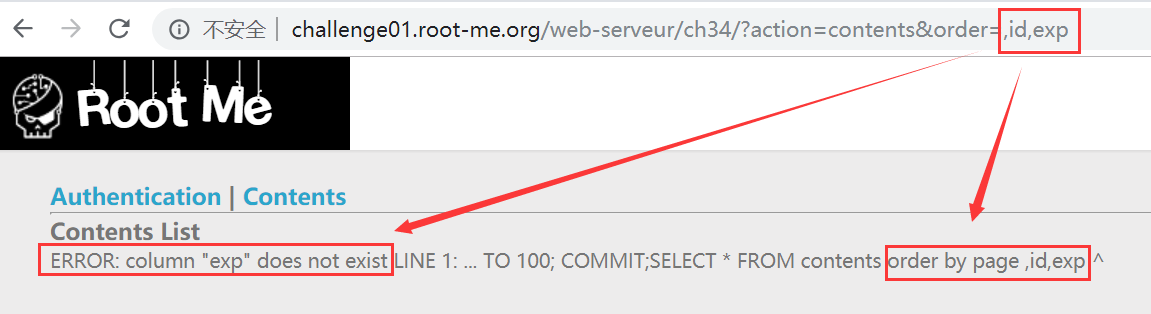 不安全 challenge01.root-me.org/web-serveur/ch34/?action=contents&order=,id,exp
Root Me
Authentication | Contents
Contents List
ERROR: column "exp" does not exist LINE 1: ... TO 100; COMMIT;SELECT * FROM contents order by page ,id,exp ^